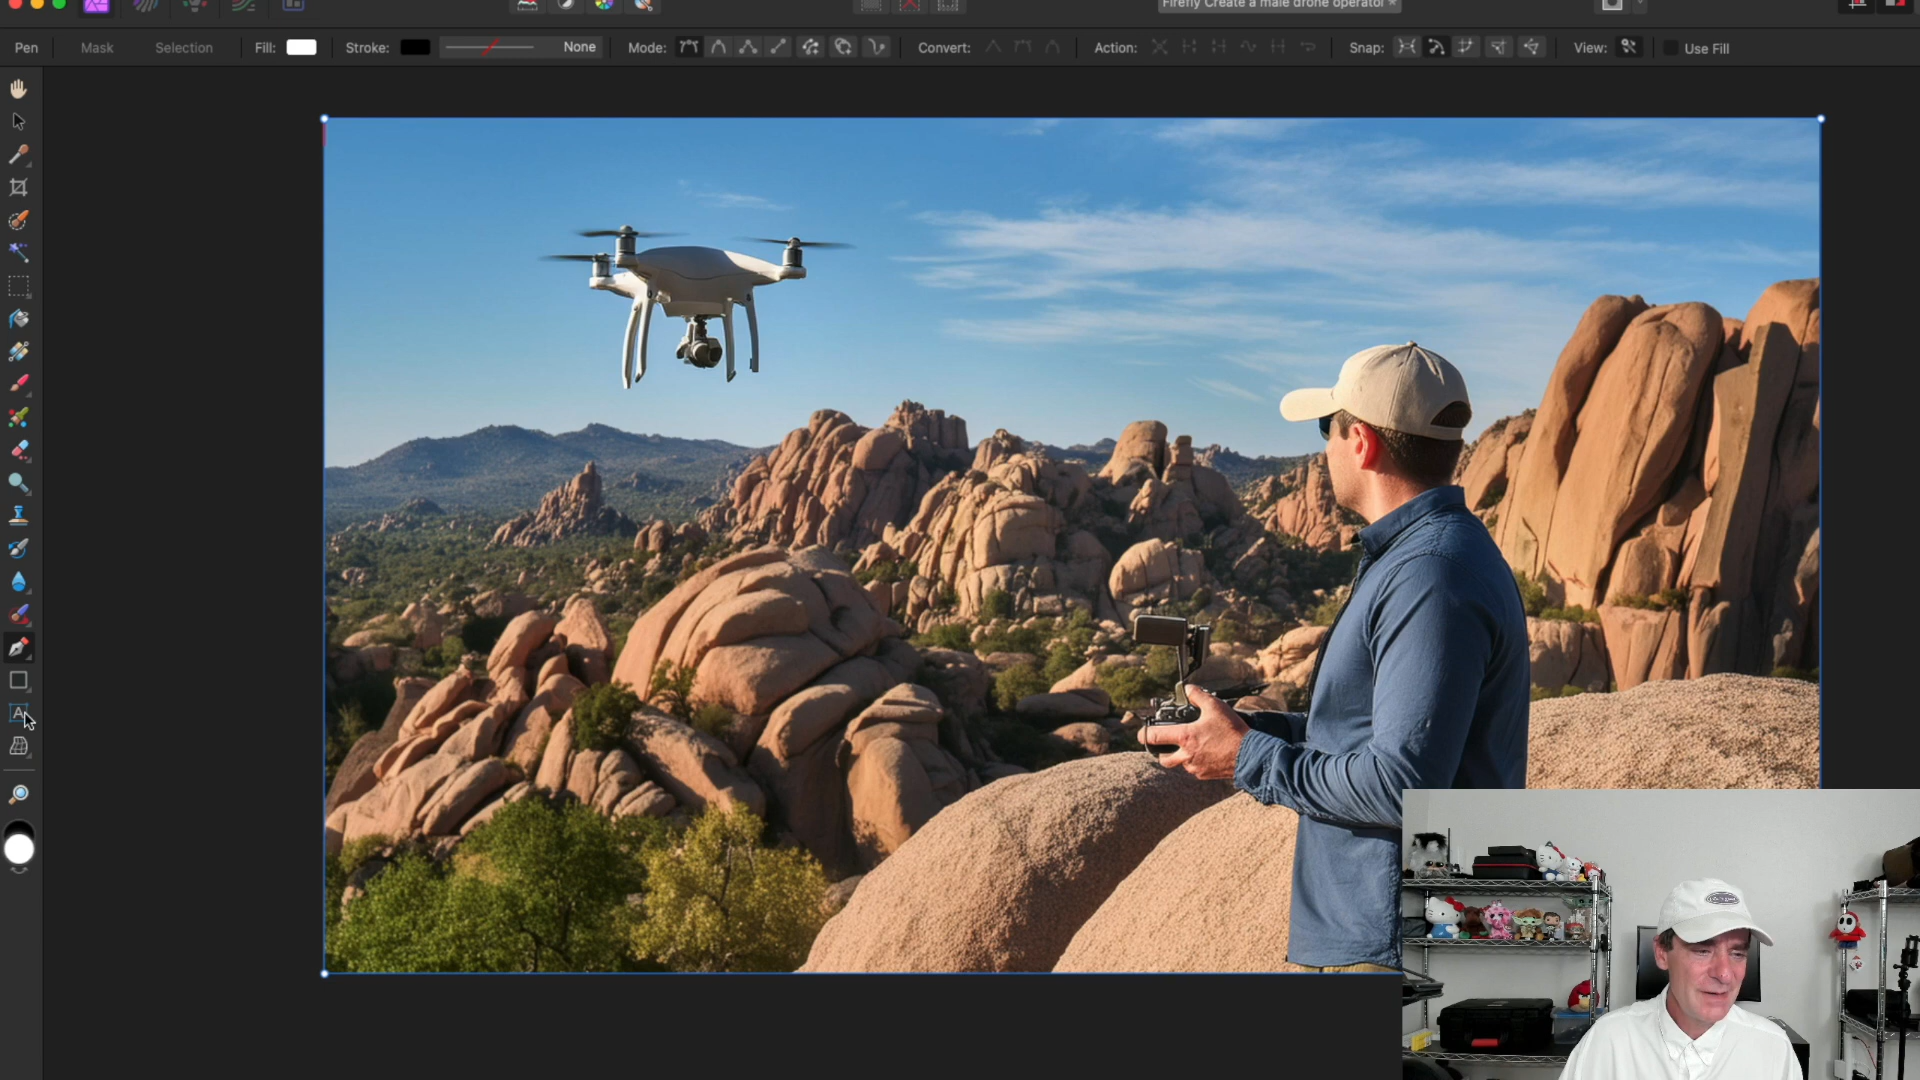 Firefly Create a male drone operator *
Pen
Mask
Selection
Fill:
Stroke:
None
Mode:
Convert:
Action:
Snap:
View:
Use Fill
A